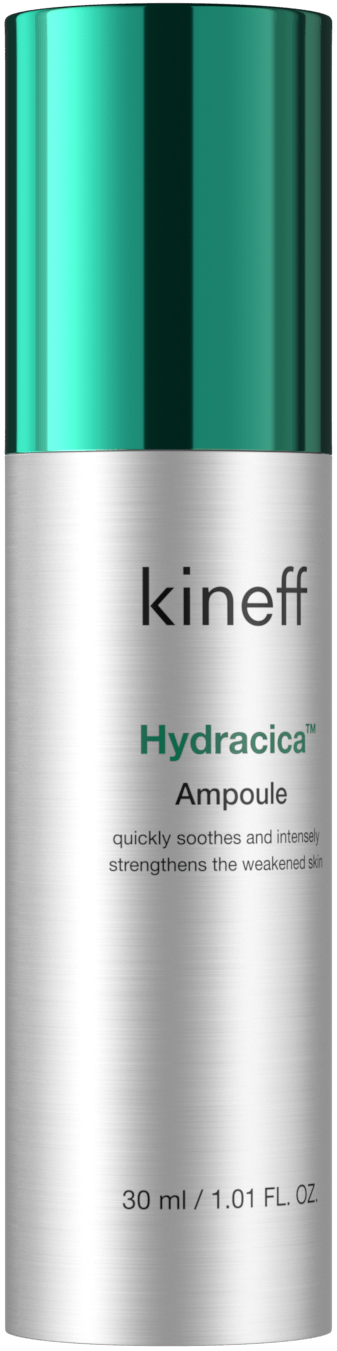 kineff
Hydracica™
Ampoule
quickly soothes and intensely
strengthens the weakened skin
30 ml / 1.01 FL. OZ.